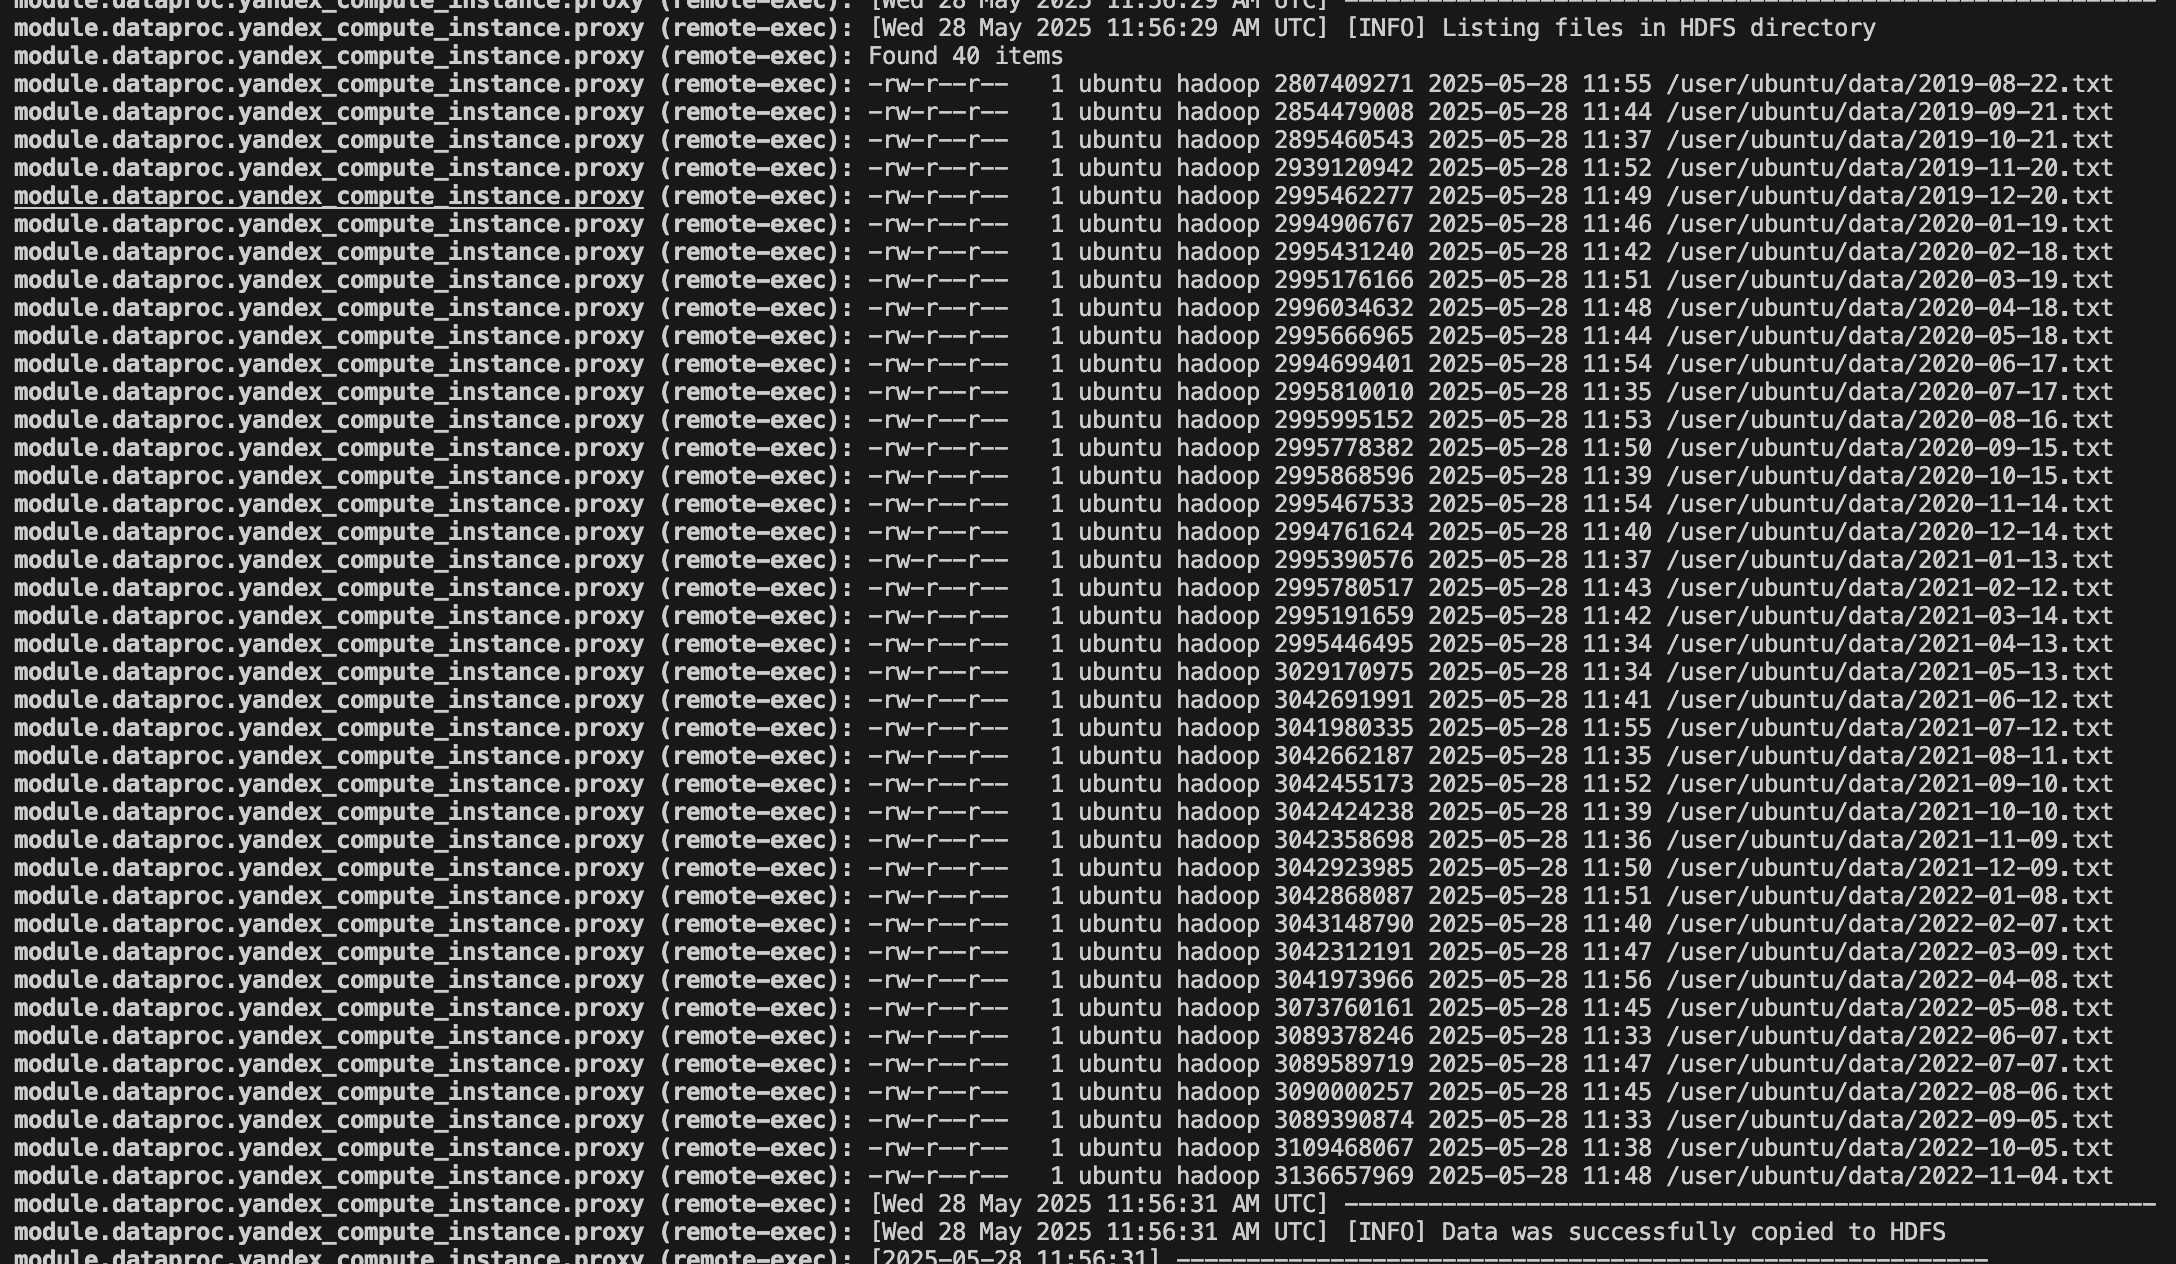 module.dataproc.yandex_compute_instance.proxy (remote-exec): [Wed 28 May 2025 11:56:29 AM UTC] ----------------------------------------------------------
module.dataproc.yandex_compute_instance.proxy (remote-exec): [Wed 28 May 2025 11:56:29 AM UTC] [INFO] Listing files in HDFS directory
module.dataproc.yandex_compute_instance.proxy (remote-exec): Found 40 items
module.dataproc.yandex_compute_instance.proxy (remote-exec): -rw-r--r--   1 ubuntu hadoop 2807409271 2025-05-28 11:55 /user/ubuntu/data/2019-08-22.txt
module.dataproc.yandex_compute_instance.proxy (remote-exec): -rw-r--r--   1 ubuntu hadoop 2854479008 2025-05-28 11:44 /user/ubuntu/data/2019-09-21.txt
module.dataproc.yandex_compute_instance.proxy (remote-exec): -rw-r--r--   1 ubuntu hadoop 2895460543 2025-05-28 11:37 /user/ubuntu/data/2019-10-21.txt
module.dataproc.yandex_compute_instance.proxy (remote-exec): -rw-r--r--   1 ubuntu hadoop 2939120942 2025-05-28 11:52 /user/ubuntu/data/2019-11-20.txt
module.dataproc.yandex_compute_instance.proxy (remote-exec): -rw-r--r--   1 ubuntu hadoop 2995462277 2025-05-28 11:49 /user/ubuntu/data/2019-12-20.txt
module.dataproc.yandex_compute_instance.proxy (remote-exec): -rw-r--r--   1 ubuntu hadoop 2994906767 2025-05-28 11:46 /user/ubuntu/data/2020-01-19.txt
module.dataproc.yandex_compute_instance.proxy (remote-exec): -rw-r--r--   1 ubuntu hadoop 2995431240 2025-05-28 11:42 /user/ubuntu/data/2020-02-18.txt
module.dataproc.yandex_compute_instance.proxy (remote-exec): -rw-r--r--   1 ubuntu hadoop 2995176166 2025-05-28 11:51 /user/ubuntu/data/2020-03-19.txt
module.dataproc.yandex_compute_instance.proxy (remote-exec): -rw-r--r--   1 ubuntu hadoop 2996034632 2025-05-28 11:48 /user/ubuntu/data/2020-04-18.txt
module.dataproc.yandex_compute_instance.proxy (remote-exec): -rw-r--r--   1 ubuntu hadoop 2995666965 2025-05-28 11:44 /user/ubuntu/data/2020-05-18.txt
module.dataproc.yandex_compute_instance.proxy (remote-exec): -rw-r--r--   1 ubuntu hadoop 2994699401 2025-05-28 11:54 /user/ubuntu/data/2020-06-17.txt
module.dataproc.yandex_compute_instance.proxy (remote-exec): -rw-r--r--   1 ubuntu hadoop 2995810010 2025-05-28 11:35 /user/ubuntu/data/2020-07-17.txt
module.dataproc.yandex_compute_instance.proxy (remote-exec): -rw-r--r--   1 ubuntu hadoop 2995995152 2025-05-28 11:53 /user/ubuntu/data/2020-08-16.txt
module.dataproc.yandex_compute_instance.proxy (remote-exec): -rw-r--r--   1 ubuntu hadoop 2995778382 2025-05-28 11:50 /user/ubuntu/data/2020-09-15.txt
module.dataproc.yandex_compute_instance.proxy (remote-exec): -rw-r--r--   1 ubuntu hadoop 2995868596 2025-05-28 11:39 /user/ubuntu/data/2020-10-15.txt
module.dataproc.yandex_compute_instance.proxy (remote-exec): -rw-r--r--   1 ubuntu hadoop 2995467533 2025-05-28 11:54 /user/ubuntu/data/2020-11-14.txt
module.dataproc.yandex_compute_instance.proxy (remote-exec): -rw-r--r--   1 ubuntu hadoop 2994761624 2025-05-28 11:40 /user/ubuntu/data/2020-12-14.txt
module.dataproc.yandex_compute_instance.proxy (remote-exec): -rw-r--r--   1 ubuntu hadoop 2995390576 2025-05-28 11:37 /user/ubuntu/data/2021-01-13.txt
module.dataproc.yandex_compute_instance.proxy (remote-exec): -rw-r--r--   1 ubuntu hadoop 2995780517 2025-05-28 11:43 /user/ubuntu/data/2021-02-12.txt
module.dataproc.yandex_compute_instance.proxy (remote-exec): -rw-r--r--   1 ubuntu hadoop 2995191659 2025-05-28 11:42 /user/ubuntu/data/2021-03-14.txt
module.dataproc.yandex_compute_instance.proxy (remote-exec): -rw-r--r--   1 ubuntu hadoop 2995446495 2025-05-28 11:34 /user/ubuntu/data/2021-04-13.txt
module.dataproc.yandex_compute_instance.proxy (remote-exec): -rw-r--r--   1 ubuntu hadoop 3029170975 2025-05-28 11:34 /user/ubuntu/data/2021-05-13.txt
module.dataproc.yandex_compute_instance.proxy (remote-exec): -rw-r--r--   1 ubuntu hadoop 3042691991 2025-05-28 11:41 /user/ubuntu/data/2021-06-12.txt
module.dataproc.yandex_compute_instance.proxy (remote-exec): -rw-r--r--   1 ubuntu hadoop 3041980335 2025-05-28 11:55 /user/ubuntu/data/2021-07-12.txt
module.dataproc.yandex_compute_instance.proxy (remote-exec): -rw-r--r--   1 ubuntu hadoop 3042662187 2025-05-28 11:35 /user/ubuntu/data/2021-08-11.txt
module.dataproc.yandex_compute_instance.proxy (remote-exec): -rw-r--r--   1 ubuntu hadoop 3042455173 2025-05-28 11:52 /user/ubuntu/data/2021-09-10.txt
module.dataproc.yandex_compute_instance.proxy (remote-exec): -rw-r--r--   1 ubuntu hadoop 3042424238 2025-05-28 11:39 /user/ubuntu/data/2021-10-10.txt
module.dataproc.yandex_compute_instance.proxy (remote-exec): -rw-r--r--   1 ubuntu hadoop 3042358698 2025-05-28 11:36 /user/ubuntu/data/2021-11-09.txt
module.dataproc.yandex_compute_instance.proxy (remote-exec): -rw-r--r--   1 ubuntu hadoop 3042923985 2025-05-28 11:50 /user/ubuntu/data/2021-12-09.txt
module.dataproc.yandex_compute_instance.proxy (remote-exec): -rw-r--r--   1 ubuntu hadoop 3042868087 2025-05-28 11:51 /user/ubuntu/data/2022-01-08.txt
module.dataproc.yandex_compute_instance.proxy (remote-exec): -rw-r--r--   1 ubuntu hadoop 3043148790 2025-05-28 11:40 /user/ubuntu/data/2022-02-07.txt
module.dataproc.yandex_compute_instance.proxy (remote-exec): -rw-r--r--   1 ubuntu hadoop 3042312191 2025-05-28 11:47 /user/ubuntu/data/2022-03-09.txt
module.dataproc.yandex_compute_instance.proxy (remote-exec): -rw-r--r--   1 ubuntu hadoop 3041973966 2025-05-28 11:56 /user/ubuntu/data/2022-04-08.txt
module.dataproc.yandex_compute_instance.proxy (remote-exec): -rw-r--r--   1 ubuntu hadoop 3073760161 2025-05-28 11:45 /user/ubuntu/data/2022-05-08.txt
module.dataproc.yandex_compute_instance.proxy (remote-exec): -rw-r--r--   1 ubuntu hadoop 3089378246 2025-05-28 11:33 /user/ubuntu/data/2022-06-07.txt
module.dataproc.yandex_compute_instance.proxy (remote-exec): -rw-r--r--   1 ubuntu hadoop 3089589719 2025-05-28 11:47 /user/ubuntu/data/2022-07-07.txt
module.dataproc.yandex_compute_instance.proxy (remote-exec): -rw-r--r--   1 ubuntu hadoop 3090000257 2025-05-28 11:45 /user/ubuntu/data/2022-08-06.txt
module.dataproc.yandex_compute_instance.proxy (remote-exec): -rw-r--r--   1 ubuntu hadoop 3089390874 2025-05-28 11:33 /user/ubuntu/data/2022-09-05.txt
module.dataproc.yandex_compute_instance.proxy (remote-exec): -rw-r--r--   1 ubuntu hadoop 3109468067 2025-05-28 11:38 /user/ubuntu/data/2022-10-05.txt
module.dataproc.yandex_compute_instance.proxy (remote-exec): -rw-r--r--   1 ubuntu hadoop 3136657969 2025-05-28 11:48 /user/ubuntu/data/2022-11-04.txt
module.dataproc.yandex_compute_instance.proxy (remote-exec): [Wed 28 May 2025 11:56:31 AM UTC] ----------------------------------------------------------
module.dataproc.yandex_compute_instance.proxy (remote-exec): [Wed 28 May 2025 11:56:31 AM UTC] [INFO] Data was successfully copied to HDFS
module.dataproc.yandex_compute_instance.proxy (remote-exec): [2025-05-28 11:56:31] ----------------------------------------------------------